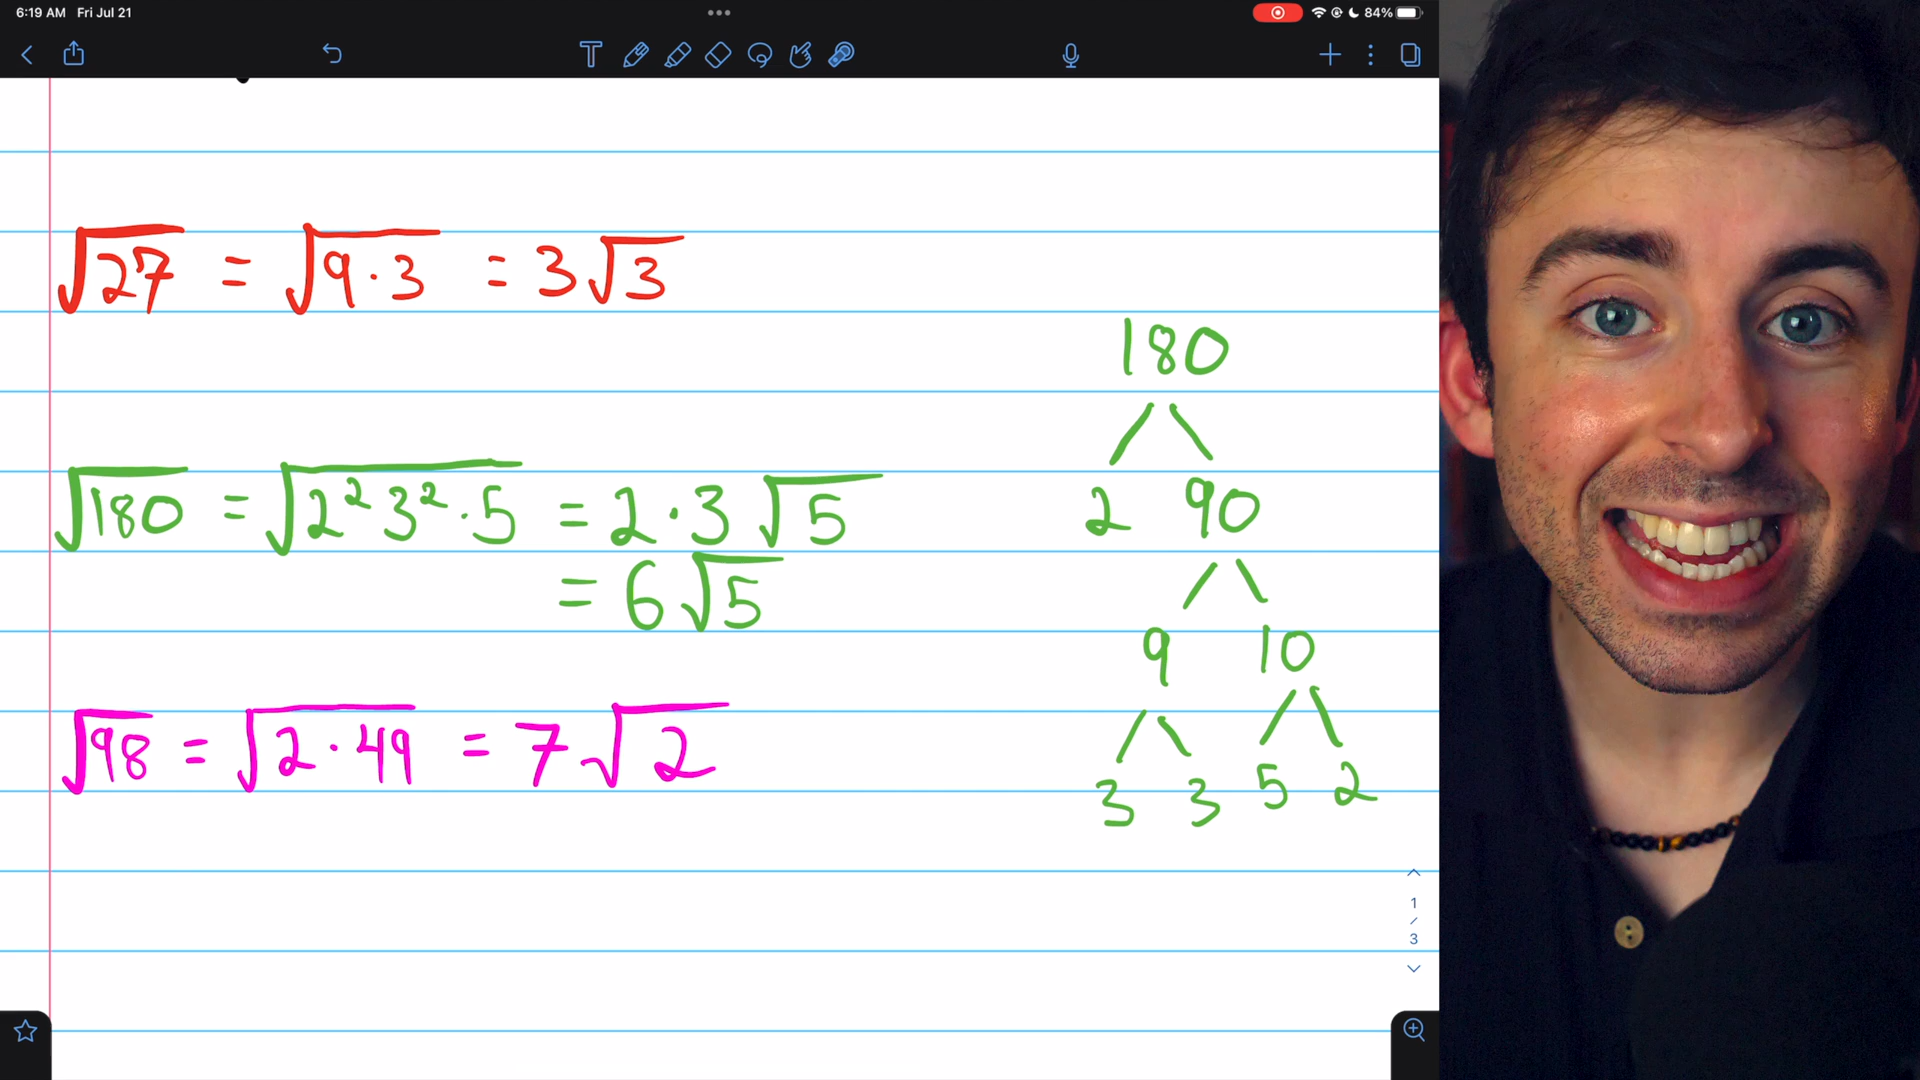 6:19 AM Fri Jul 21
84%
√27 = √9·3 = 3√3
180
2 90
√180 = √2²3²·5 = 2·3√5
= 6√5
9 10
√98 = √2·49 = 7√2
3 3 5 2
1
/
3